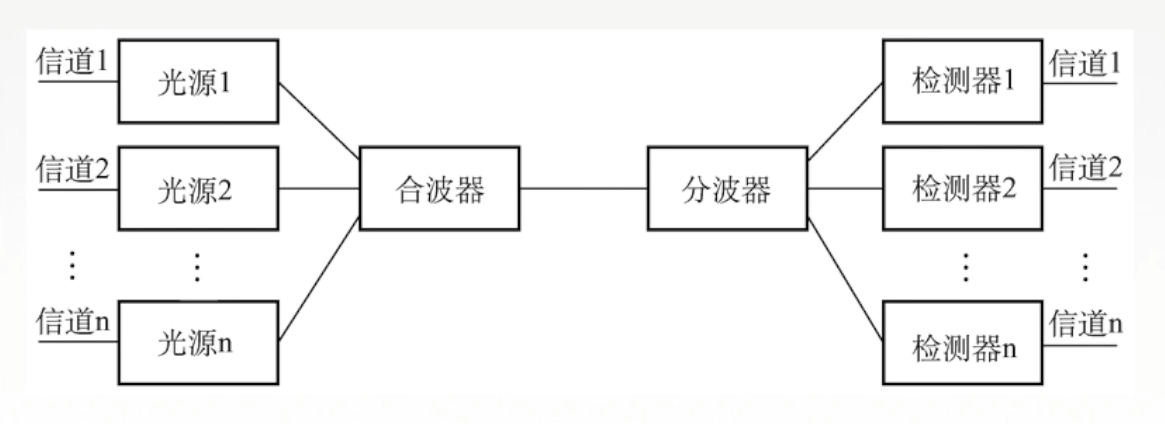 信道1
光源1
信道2
光源2
⋮
⋮
信道n
光源n
合波器
分波器
检测器1
信道1
检测器2
信道2
⋮
⋮
检测器n
信道n